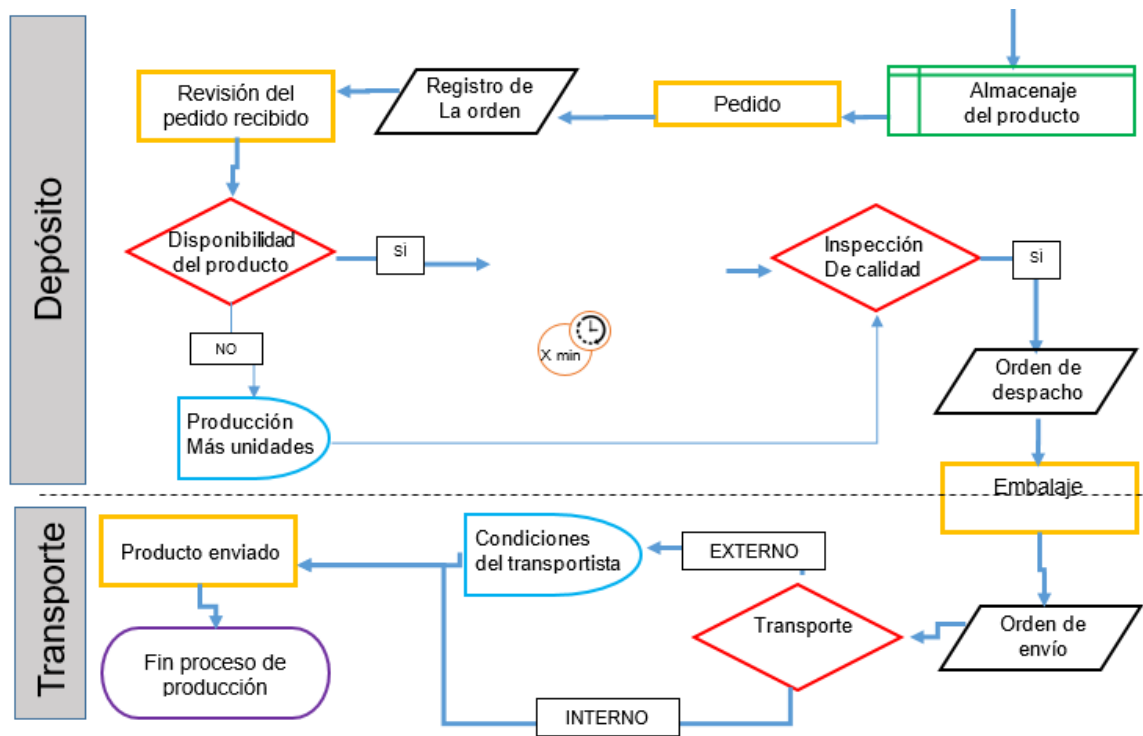 Depósito
Revisión del
pedido recibido
Registro de
La orden
Pedido
Almacenaje
del producto
Disponibilidad
del producto
SÌ
Inspección
De calidad
SÌ
NO
X min
Orden de
despacho
Producción
Más unidades
Embalaje
Transporte
Producto enviado
Condiciones
del transportista
EXTERNO
Transporte
Orden de
envío
Fin proceso de
producción
INTERNO